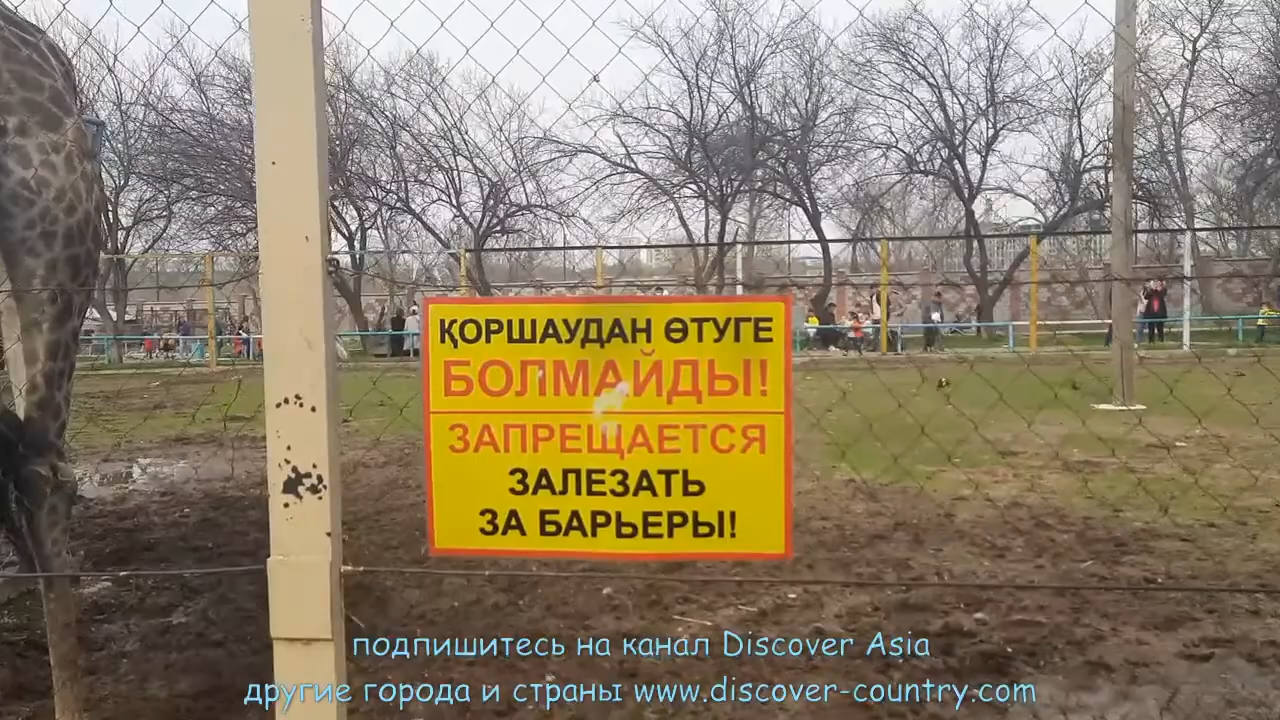 ҚОРШАУДАН ӨТУГЕ
БОЛМАЙДЫ!
ЗАПРЕЩАЕТСЯ
ЗАЛЕЗАТЬ
ЗА БАРЬЕРЫ!
подпишитесь на канал Discover Asia
другие города и страны www.discover-country.com